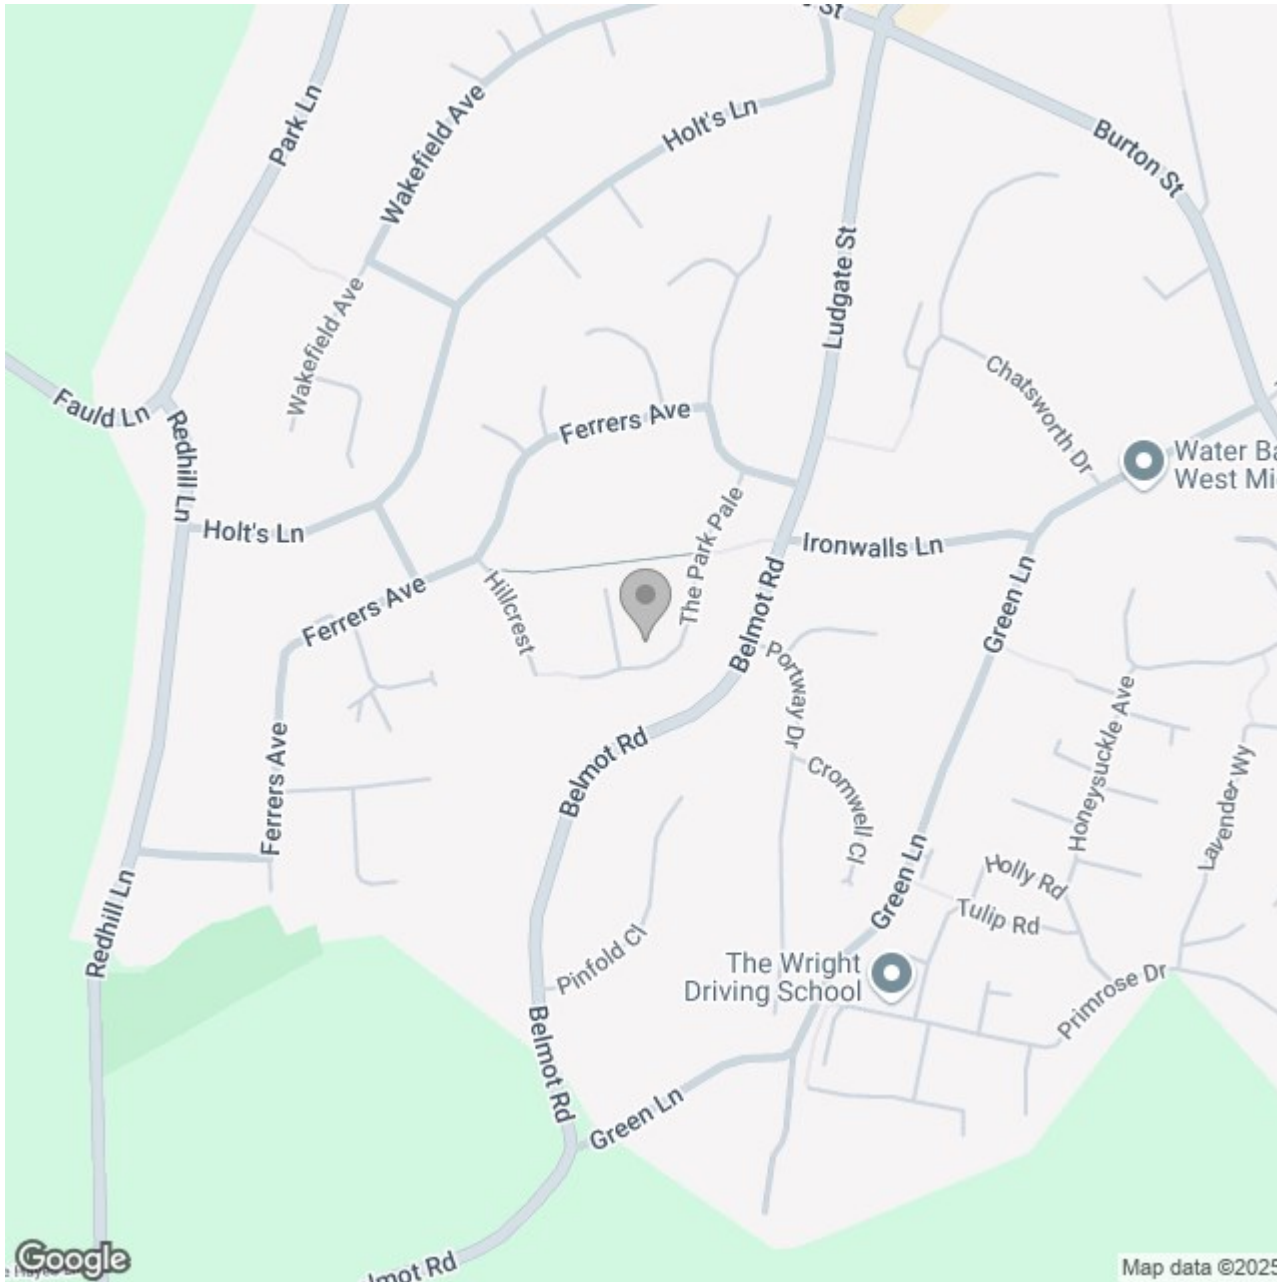 St
Park Ln
Wakefield Ave
Holt's Ln
Burton St
Ludgate St
Wakefield Ave
Chatsworth Dr
Fauld Ln
Redhill Ln
Ferrers Ave
Water
West
The Park Pale
Holt's Ln
Ironwalls Ln
Hillcrest
Ferrers Ave
Belmot Rd
Green Ln
Portway Dr
Honeysuckle Ave
Belmot Rd
Ferrers Ave
Cromwell Cl
Lavender Wy
Redhill Ln
Green Ln
Holly Rd
Tulip Rd
Pinfold Cl
The Wright
Driving School
Primrose Dr
Belmot Rd
Green Ln
Google
lmot Rd
Map data ©2025